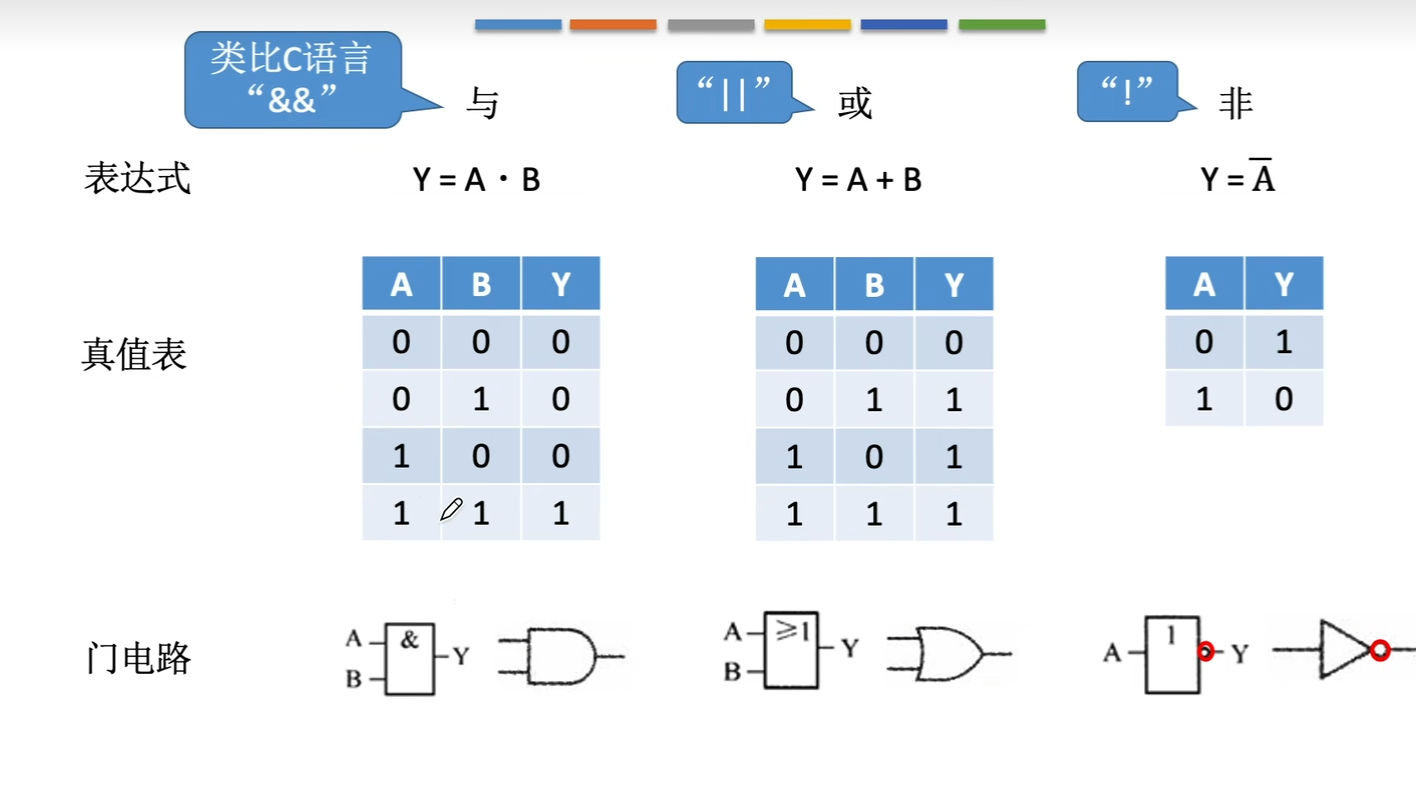 类比C语言
“&&”
与
“||”
或
“!”
非
表达式
Y = A · B
Y = A + B
Y = A̅
真值表
A B Y
0 0 0
0 1 0
1 0 0
1 1 1
A B Y
0 0 0
0 1 1
1 0 1
1 1 1
A Y
0 1
1 0
门电路
A
B
&
Y
A
B
≥1
Y
A
1
Y